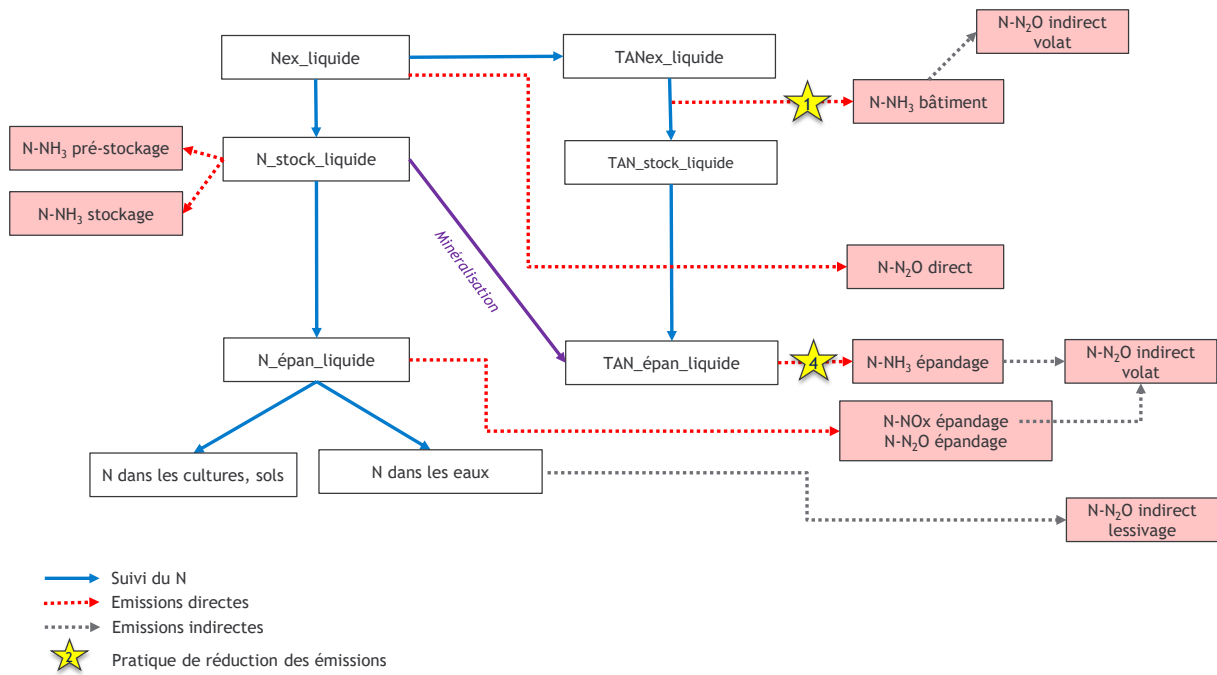 Nex_liquide
TANex_liquide
N-N₂O indirect
volat
1
N-NH₃ bâtiment
N-NH₃ pré-stockage
N_stock_liquide
TAN_stock_liquide
N-NH₃ stockage
Minéralisation
N-N₂O direct
N_épan_liquide
TAN_épan_liquide
4
N-NH₃ épandage
N-N₂O indirect
volat
N-NOx épandage
N-N₂O épandage
N dans les cultures, sols
N dans les eaux
N-N₂O indirect
lessivage
Suivi du N
Emissions directes
Emissions indirectes
2
Pratique de réduction des émissions